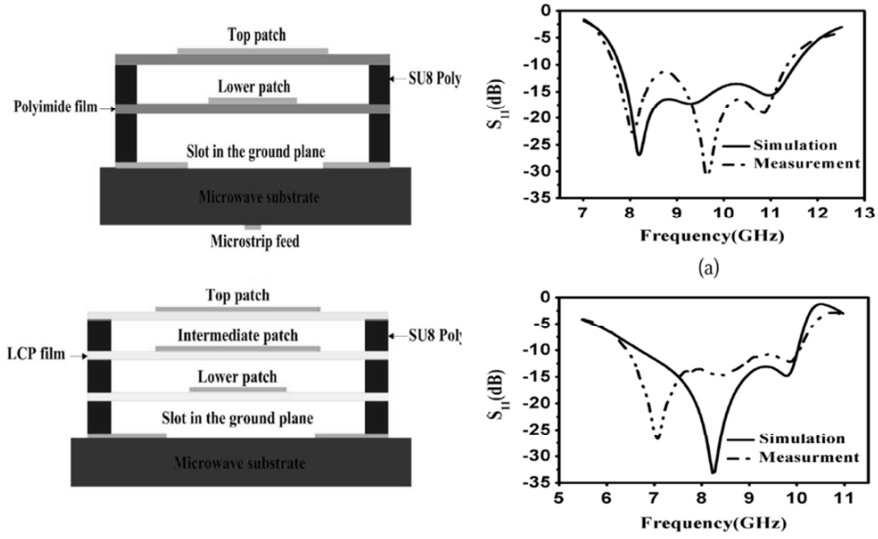 Top patch
SU8 Poly
Lower patch
Polyimide film
Slot in the ground plane
Microwave substrate
Microstrip feed
0
-5
-10
-15
-20
-25
-30
-35
S11(dB)
Simulation
Measurement
7 8 9 10 11 12 13
Frequency(GHz)
(a)
Top patch
SU8 Poly
Intermediate patch
LCP film
Lower patch
Slot in the ground plane
Microwave substrate
0
-5
-10
-15
-20
-25
-30
-35
S11(dB)
Simulation
Measurment
5 6 7 8 9 10 11
Frequency(GHz)